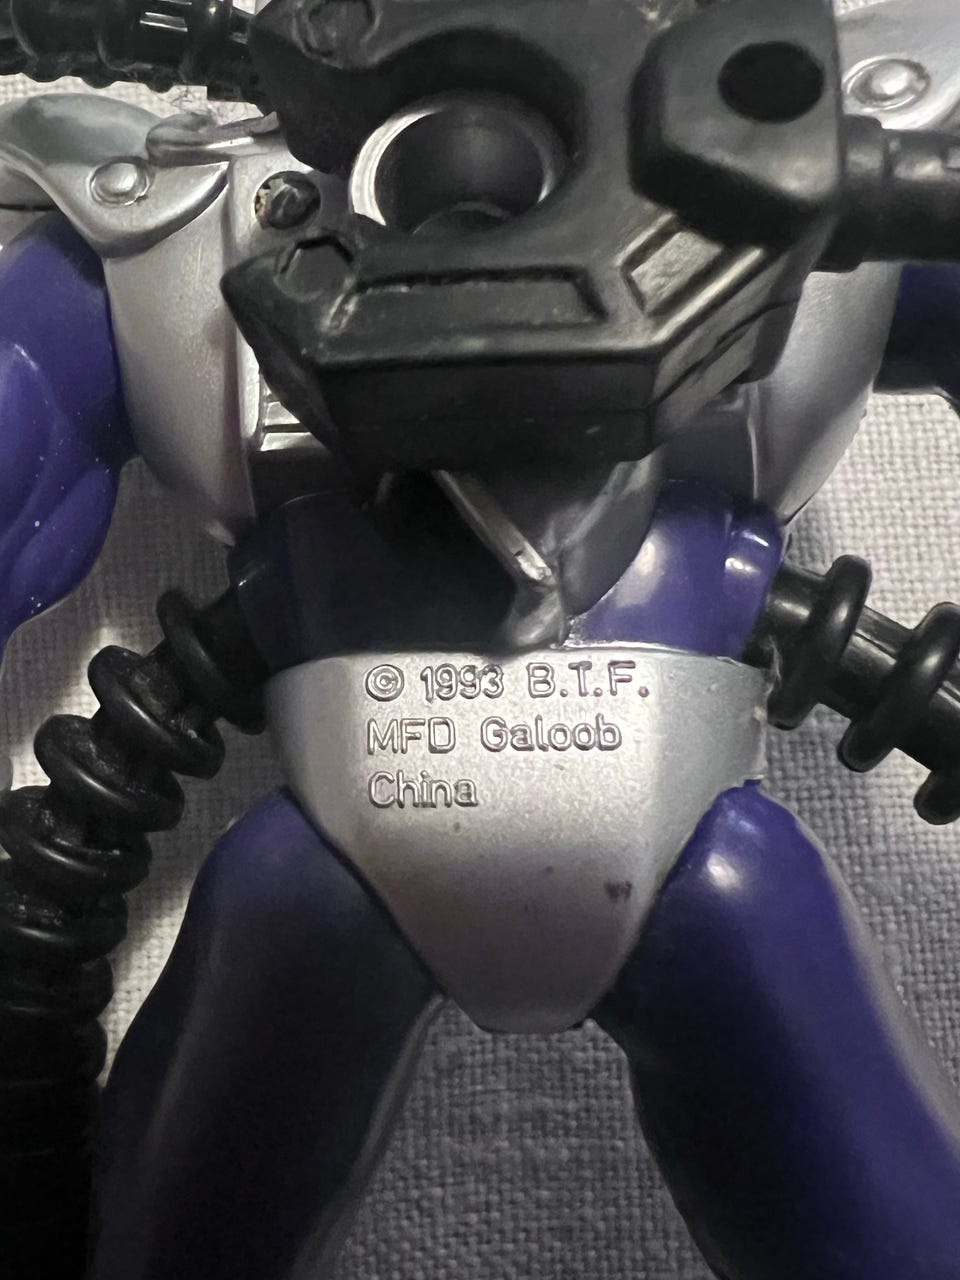 © 1993 B.T.F.
MFD Galoob
China